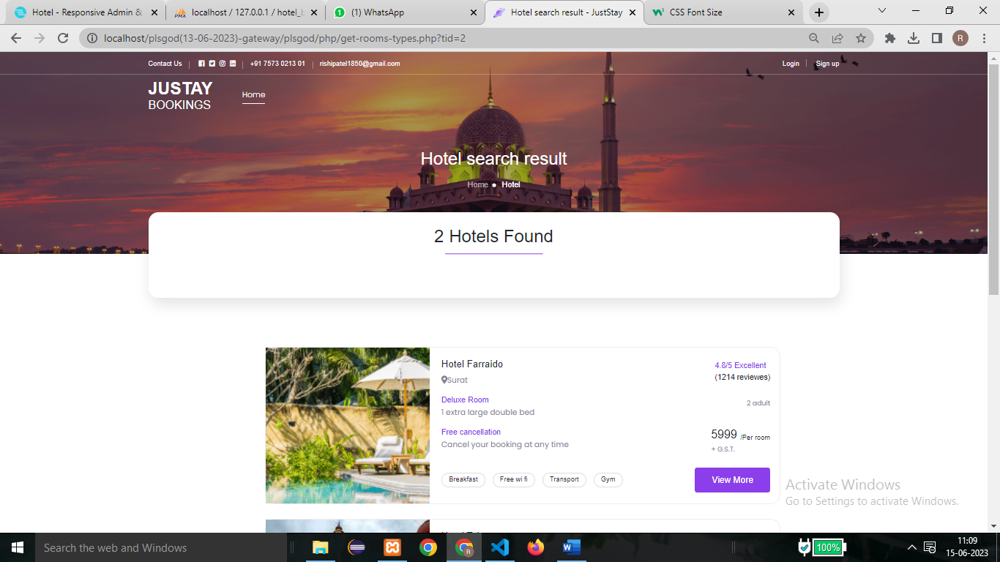 Hotel - Responsive Admin &
localhost / 127.0.0.1 / hotel_b
(1) WhatsApp
Hotel search result - JustStay
CSS Font Size
localhost/plsgod(13-06-2023)-gateway/plsgod/php/get-rooms-types.php?tid=2
R
Contact Us
+91 7573 0213 01
rishipatel1850@gmail.com
Login
Sign up
JUSTAY
BOOKINGS
Home
Hotel search result
Home
Hotel
2 Hotels Found
Hotel Farraido
4.8/5 Excellent
Surat
(1214 reviewes)
Deluxe Room
2 adult
1 extra large double bed
Free cancellation
5999 /Per room
Cancel your booking at any time
+ G.S.T.
Breakfast
Free wi fi
Transport
Gym
View More
Activate Windows
Go to Settings to activate Windows.
Search the web and Windows
100%
11:09
15-06-2023